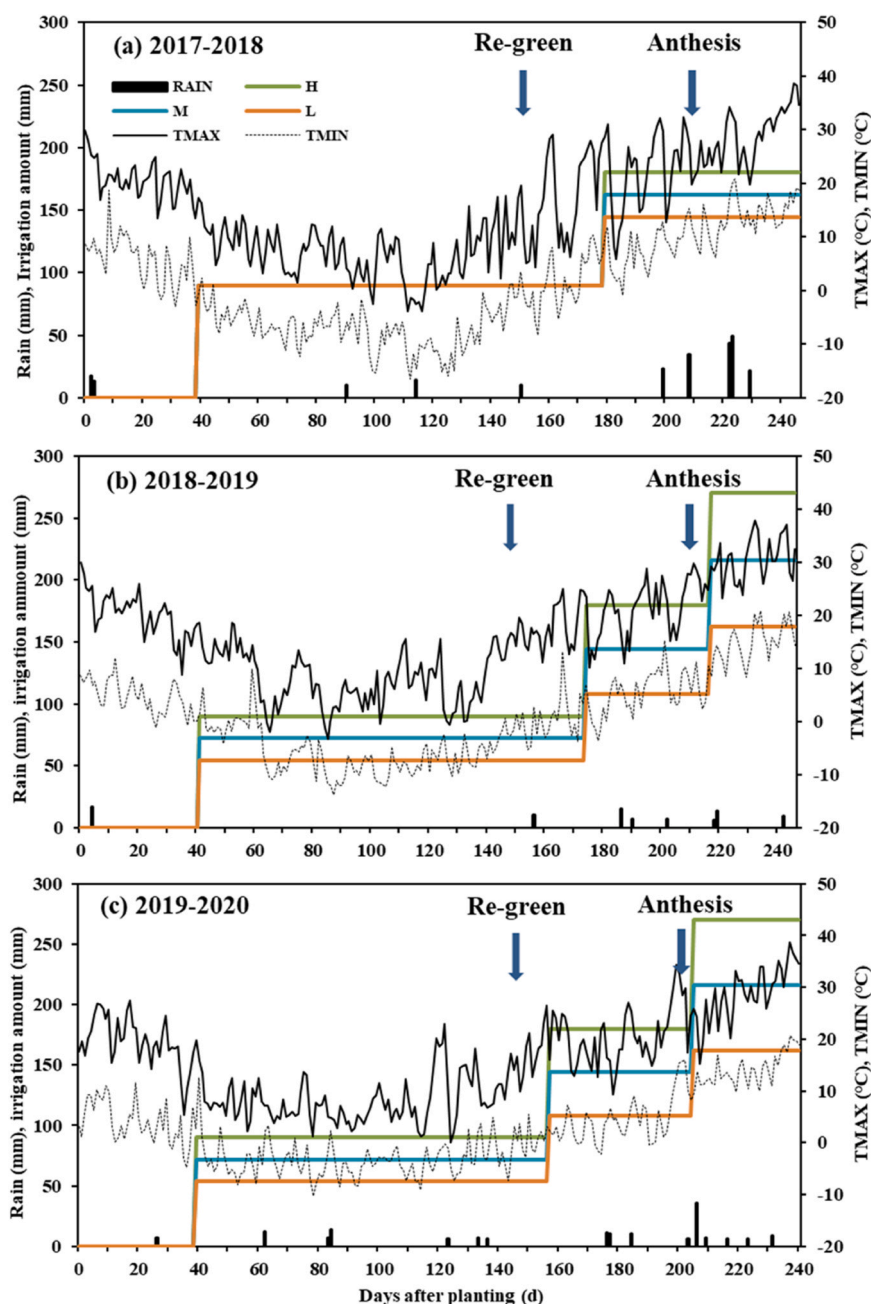 (a) 2017-2018
Re-green
Anthesis
RAIN
H
M
L
TMAX
TMIN
Rain (mm), Irrigation amount (mm)
300
250
200
150
100
50
0
TMAX (°C), TMIN (°C)
50
40
30
20
10
0
-10
-20
0 20 40 60 80 100 120 140 160 180 200 220 240
(b) 2018-2019
Re-green
Anthesis
Rain (mm), irrigation ammount (mm)
300
250
200
150
100
50
0
TMAX (°C), TMIN (°C)
50
40
30
20
10
0
-10
-20
0 20 40 60 80 100 120 140 160 180 200 220 240
(c) 2019-2020
Re-green
Anthesis
Rain (mm), irrigation amount (mm)
300
250
200
150
100
50
0
TMAX (°C), TMIN (°C)
50
40
30
20
10
0
-10
-20
0 20 40 60 80 100 120 140 160 180 200 220 240
Days after planting (d)